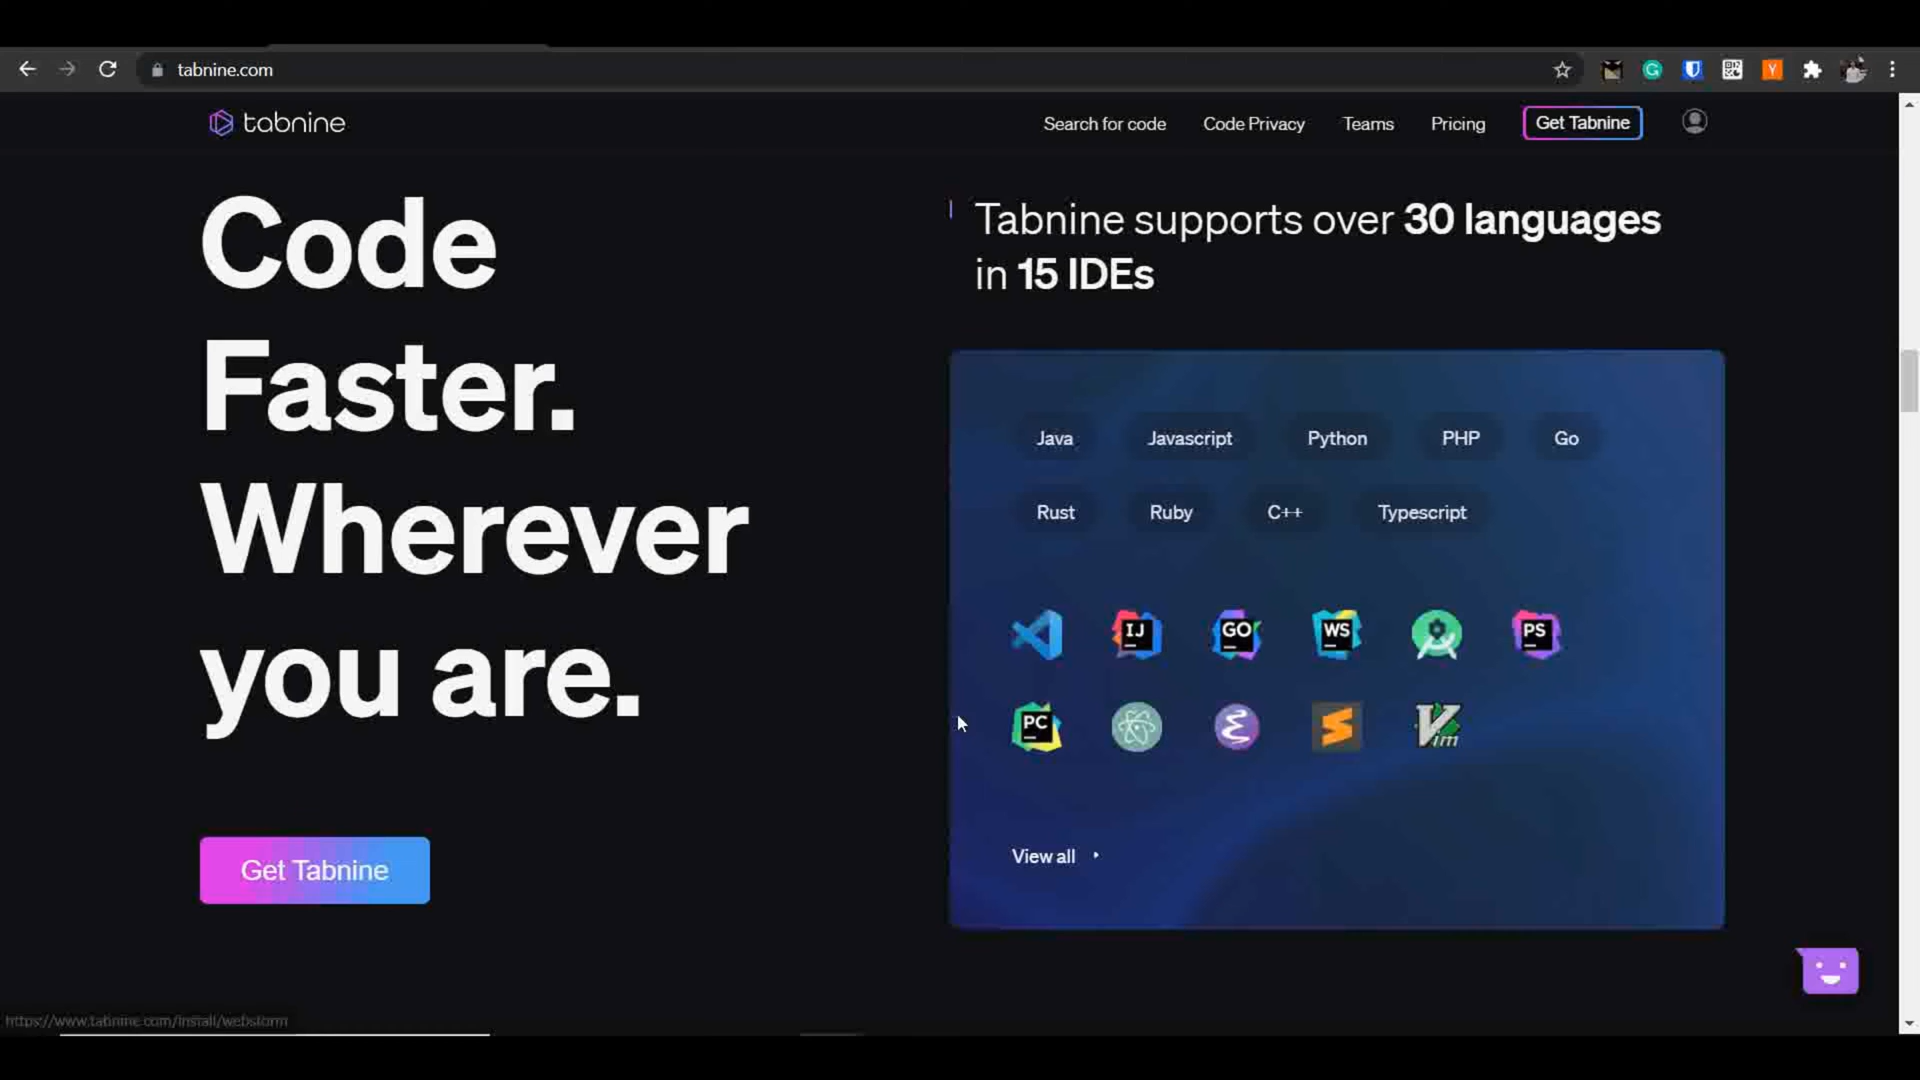 tabnine.com
tabnine
Search for code
Code Privacy
Teams
Pricing
Get Tabnine
Code
Faster.
Wherever
you are.
Get Tabnine
Tabnine supports over 30 languages
in 15 IDEs
Java
Javascript
Python
PHP
Go
Rust
Ruby
C++
Typescript
IJ
GO
WS
PS
PC
Vim
View all
https://www.tabnine.com/install/webstorm